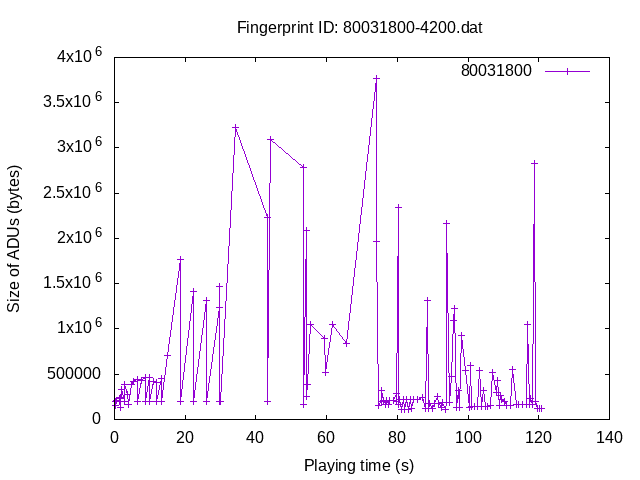 Fingerprint ID: 80031800-4200.dat
80031800
Size of ADUs (bytes)
4x10^6
3.5x10^6
3x10^6
2.5x10^6
2x10^6
1.5x10^6
1x10^6
500000
0
0 20 40 60 80 100 120 140
Playing time (s)